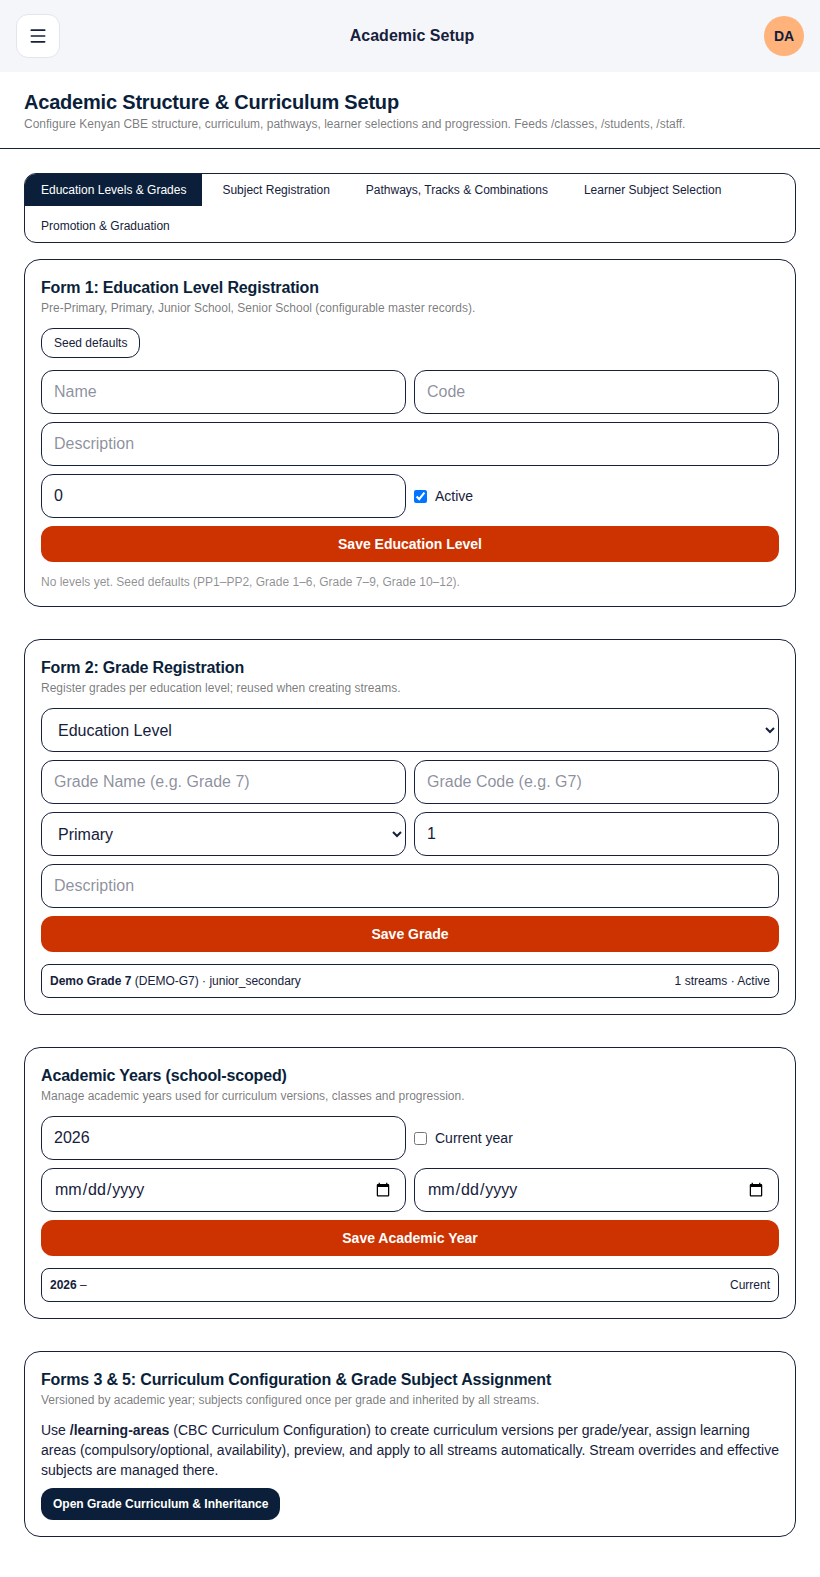 Academic Setup
DA
Academic Structure & Curriculum Setup
Configure Kenyan CBE structure, curriculum, pathways, learner selections and progression. Feeds /classes, /students, /staff.
Education Levels & Grades
Subject Registration
Pathways, Tracks & Combinations
Learner Subject Selection
Promotion & Graduation
Form 1: Education Level Registration
Pre-Primary, Primary, Junior School, Senior School (configurable master records).
Seed defaults
Name
Code
Description
0
Active
Save Education Level
No levels yet. Seed defaults (PP1–PP2, Grade 1–6, Grade 7–9, Grade 10–12).
Form 2: Grade Registration
Register grades per education level; reused when creating streams.
Education Level
Grade Name (e.g. Grade 7)
Grade Code (e.g. G7)
Primary
1
Description
Save Grade
Demo Grade 7 (DEMO-G7) · junior_secondary
1 streams · Active
Academic Years (school-scoped)
Manage academic years used for curriculum versions, classes and progression.
2026
Current year
mm/dd/yyyy
mm/dd/yyyy
Save Academic Year
2026 –
Current
Forms 3 & 5: Curriculum Configuration & Grade Subject Assignment
Versioned by academic year; subjects configured once per grade and inherited by all streams.
Use /learning-areas (CBC Curriculum Configuration) to create curriculum versions per grade/year, assign learning
areas (compulsory/optional, availability), preview, and apply to all streams automatically. Stream overrides and effective
subjects are managed there.
Open Grade Curriculum & Inheritance